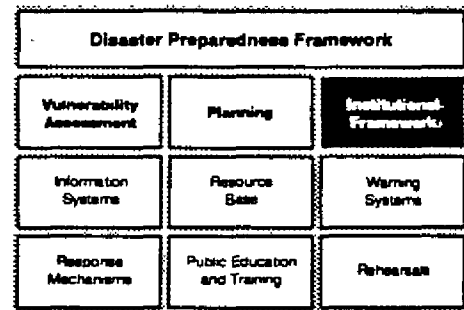 Disaster Preparedness Framework
Vulnerability
Assessment
Planning
Institutional
Framework
Information
Systems
Resource
Base
Warning
Systems
Response
Mechanisms
Public Education
and Training
Rehearsals